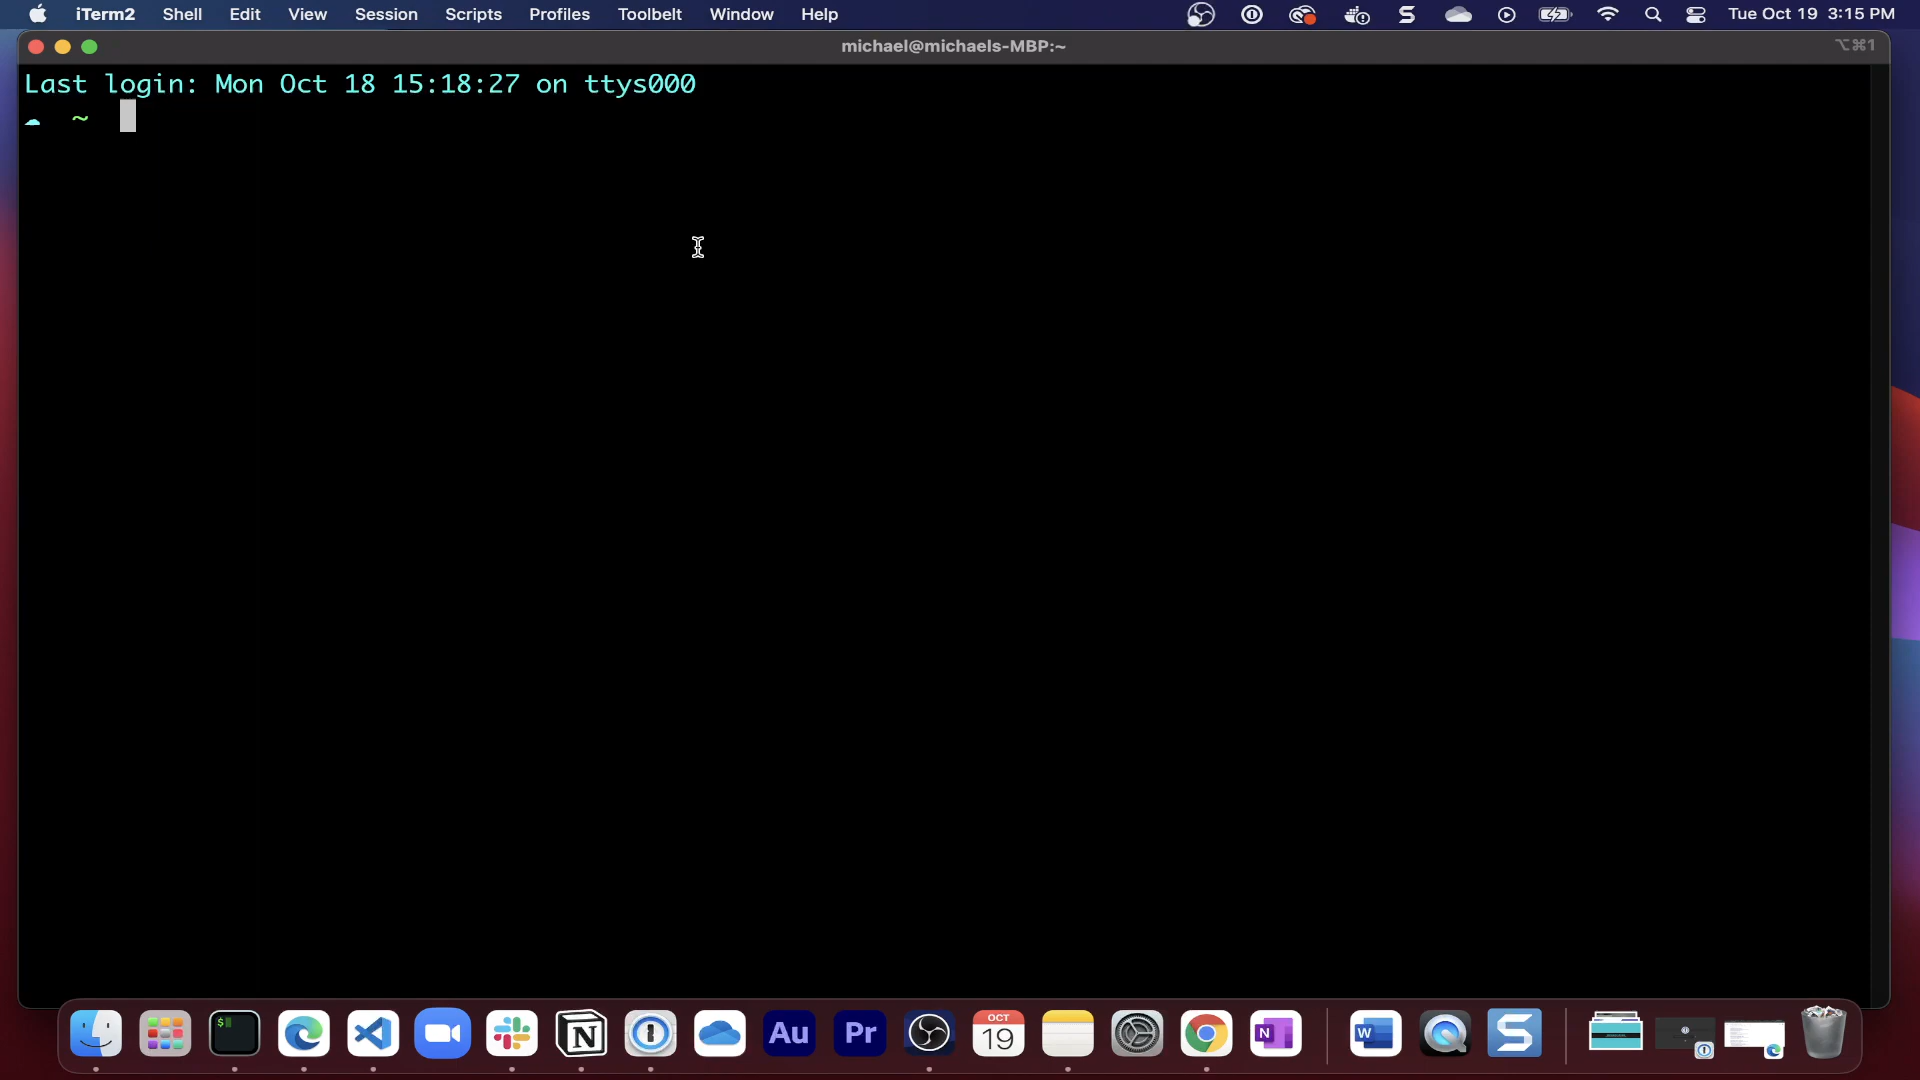 iTerm2 Shell Edit View Session Scripts Profiles Toolbelt Window Help Tue Oct 19 3:15 PM
michael@michaels-MBP:~ ⌥⌘1
Last login: Mon Oct 18 15:18:27 on ttys000
~
$ N Au Pr OCT 19 N W S